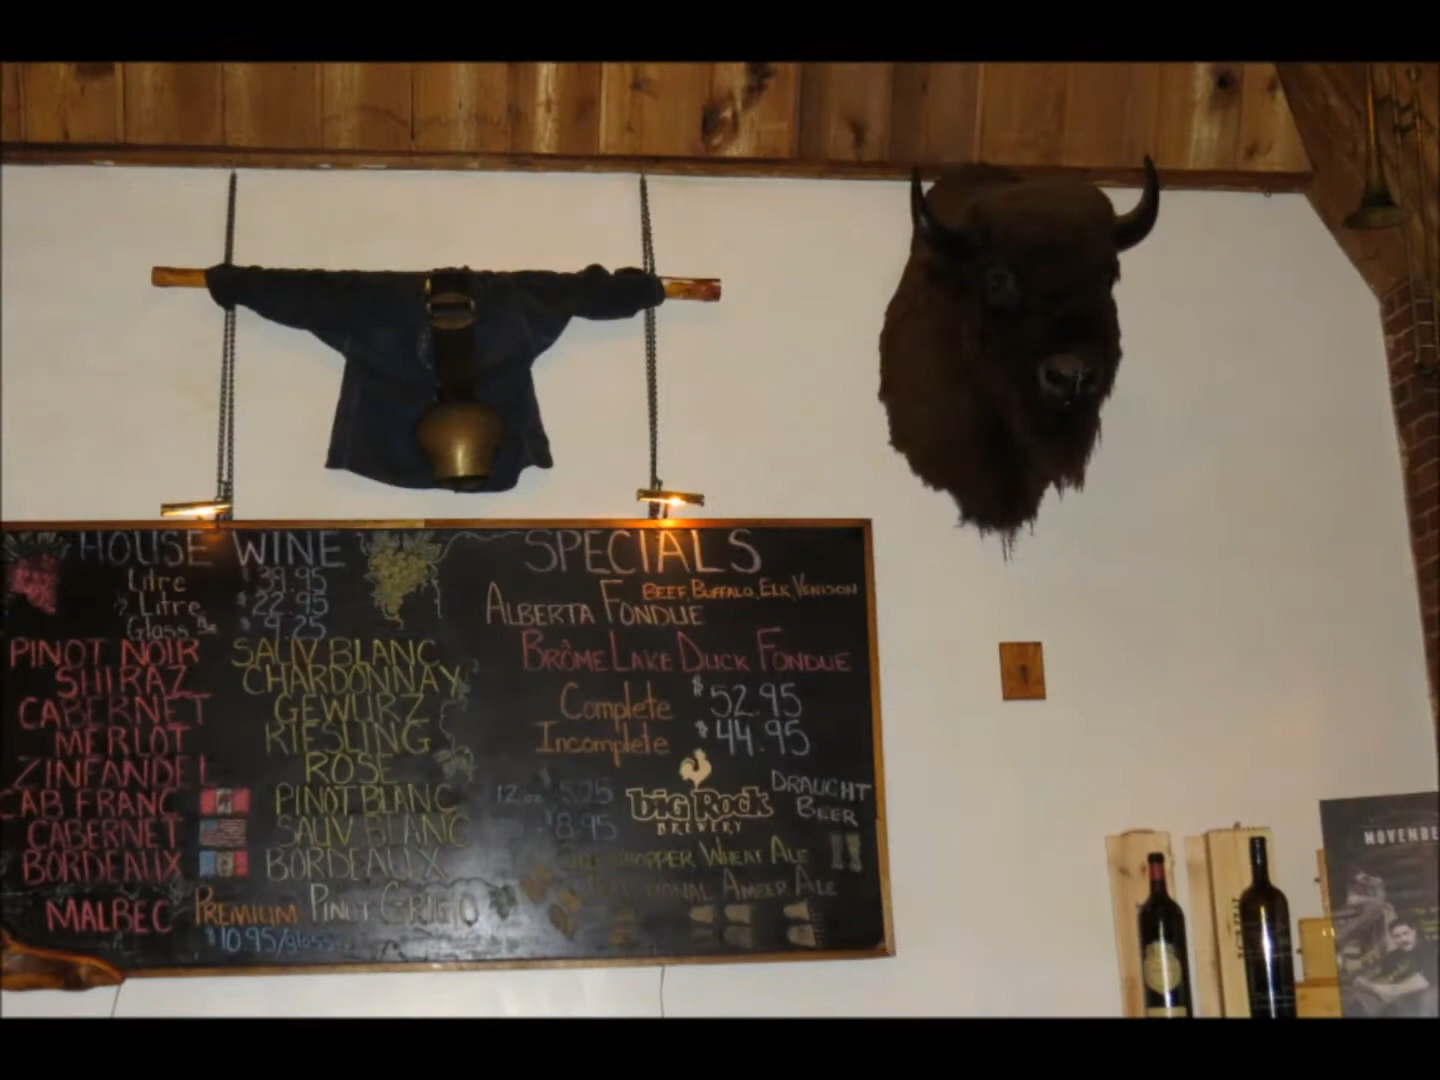 HOUSE WINE
Litre $39.95
Litre $22.95
Glass $9.25
PINOT NOIR SAUV BLANC
SHIRAZ CHARDONNAY
CABERNET GEWURZ
MERLOT RIESLING
ZINFANDEL ROSE
CAB FRANC PINOT BLANC
CABERNET SAUV BLANC
BORDEAUX BORDEAUX
MALBEC PREMIUM PINOT GRIGIO
$10.95/glass
SPECIALS
BEEF, BUFFALO, ELK, VENISON
ALBERTA FONDUE
BRÔME LAKE DUCK FONDUE
Complete $52.95
Incomplete $44.95
12oz $5.75
$8.95
big Rock
BREWERY
DRAUGHT
BEER
WHEAT ALE
AMBER ALE